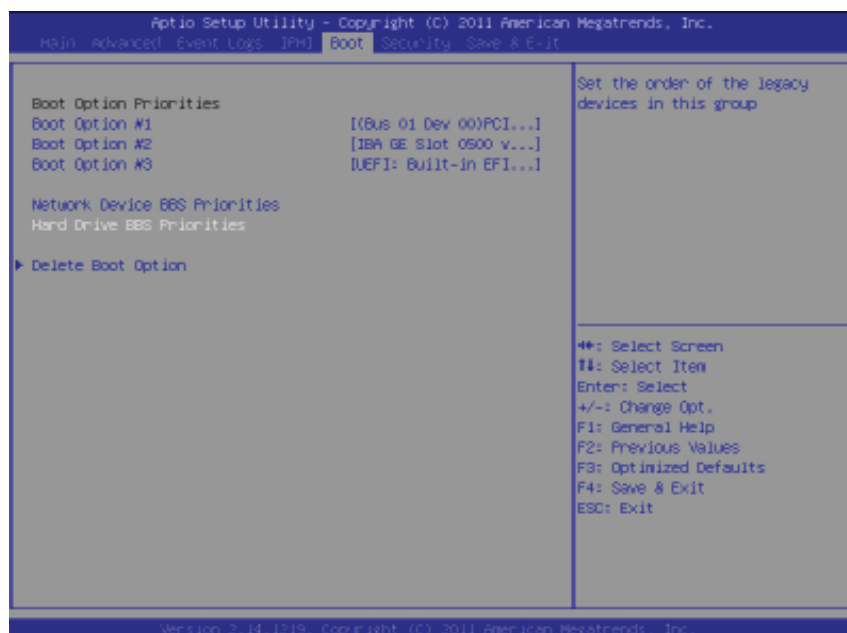 Aptio Setup Utility - Copyright (C) 2011 American Megatrends, Inc.
Main Advanced Event Logs IPMI Boot Security Save & Exit
Boot Option Priorities
Boot Option #1 [(Bus 01 Dev 00)PCI...]
Boot Option #2 [IBA GE Slot 0500 v...]
Boot Option #3 [UEFI: Built-in EFI...]
Network Device BBS Priorities
Hard Drive BBS Priorities
Delete Boot Option
Set the order of the legacy
devices in this group
: Select Screen
: Select Item
Enter: Select
+/-: Change Opt.
F1: General Help
F2: Previous Values
F3: Optimized Defaults
F4: Save & Exit
ESC: Exit
Version 2.14.1219. Copyright (C) 2011 American Megatrends, Inc.